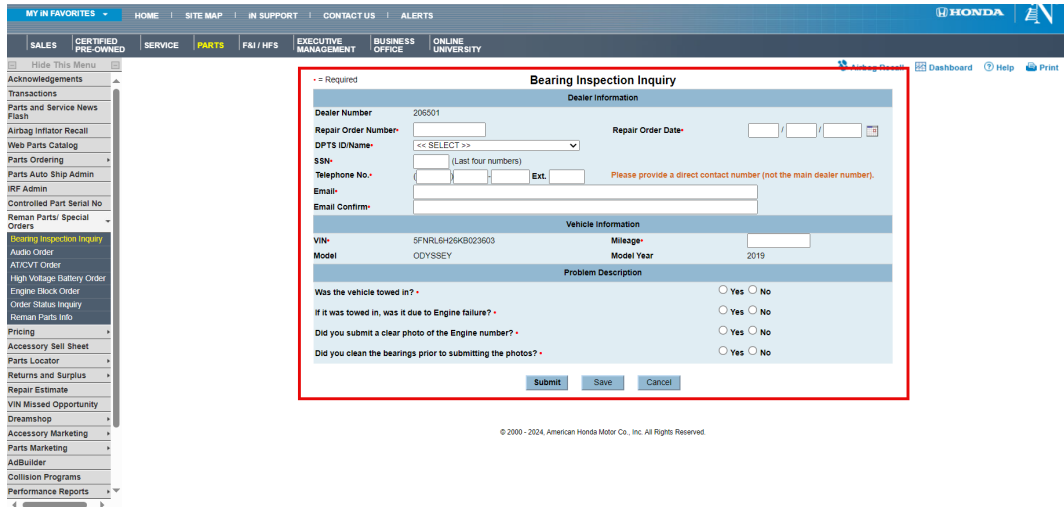 MY iN FAVORITES HOME SITE MAP iN SUPPORT CONTACT US ALERTS HONDA
SALES CERTIFIED PRE-OWNED SERVICE PARTS F&I / HFS EXECUTIVE MANAGEMENT BUSINESS OFFICE ONLINE UNIVERSITY
Hide This Menu
Airbag Recall Dashboard Help Print
Acknowledgements
Transactions
Parts and Service News
Flash
Airbag Inflator Recall
Web Parts Catalog
Parts Ordering
Parts Auto Ship Admin
IRF Admin
Controlled Part Serial No
Reman Parts/ Special
Orders
Bearing Inspection Inquiry
Audio Order
AT/CVT Order
High Voltage Battery Order
Engine Block Order
Order Status Inquiry
Reman Parts Info
Pricing
Accessory Sell Sheet
Parts Locator
Returns and Surplus
Repair Estimate
VIN Missed Opportunity
Dreamshop
Accessory Marketing
Parts Marketing
AdBuilder
Collision Programs
Performance Reports
• = Required Bearing Inspection Inquiry
Dealer Information
Dealer Number 206501
Repair Order Number• Repair Order Date• / /
DPTS ID/Name• << SELECT >>
SSN• (Last four numbers)
Telephone No.• ( ) - Ext. Please provide a direct contact number (not the main dealer number).
Email•
Email Confirm•
Vehicle Information
VIN• 5FNRL6H26KB023603 Mileage•
Model ODYSSEY Model Year 2019
Problem Description
Was the vehicle towed in? • Yes No
If it was towed in, was it due to Engine failure? • Yes No
Did you submit a clear photo of the Engine number? • Yes No
Did you clean the bearings prior to submitting the photos? • Yes No
Submit Save Cancel
© 2000 - 2024, American Honda Motor Co., Inc. All Rights Reserved.